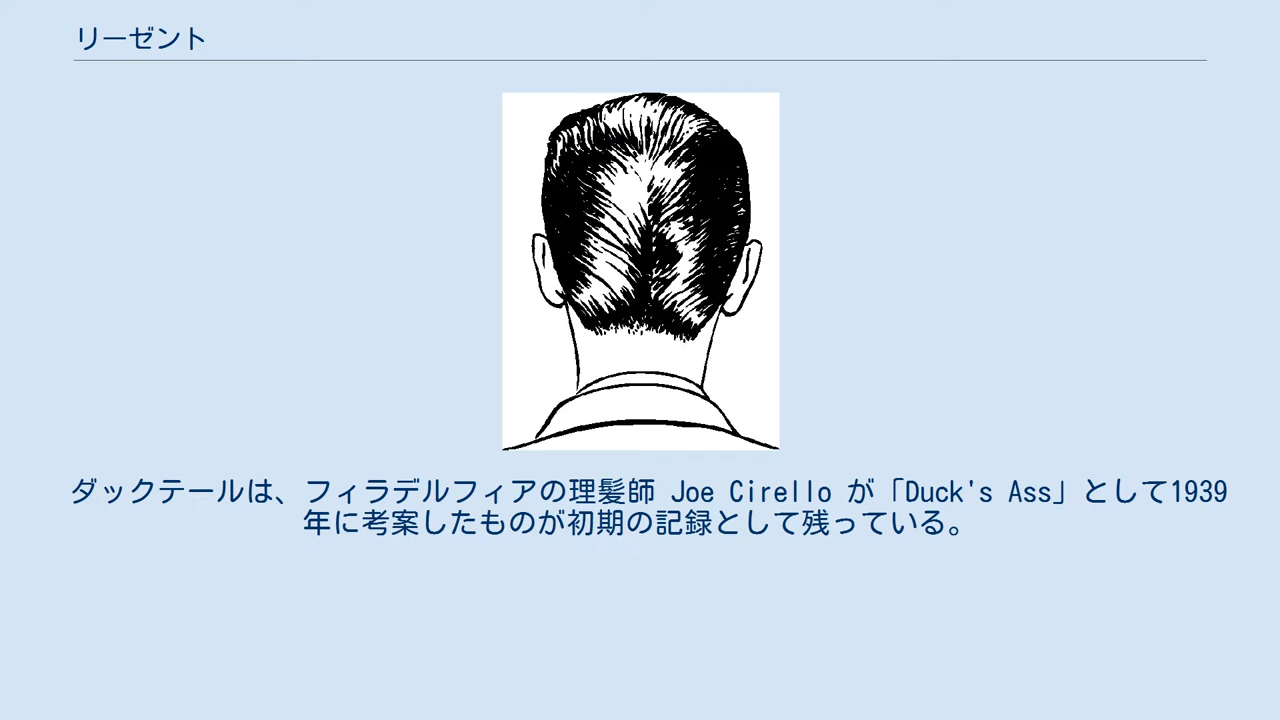 リーゼント
ダックテールは、フィラデルフィアの理髪師 Joe Cirello が「Duck's Ass」として1939
年に考案したものが初期の記録として残っている。